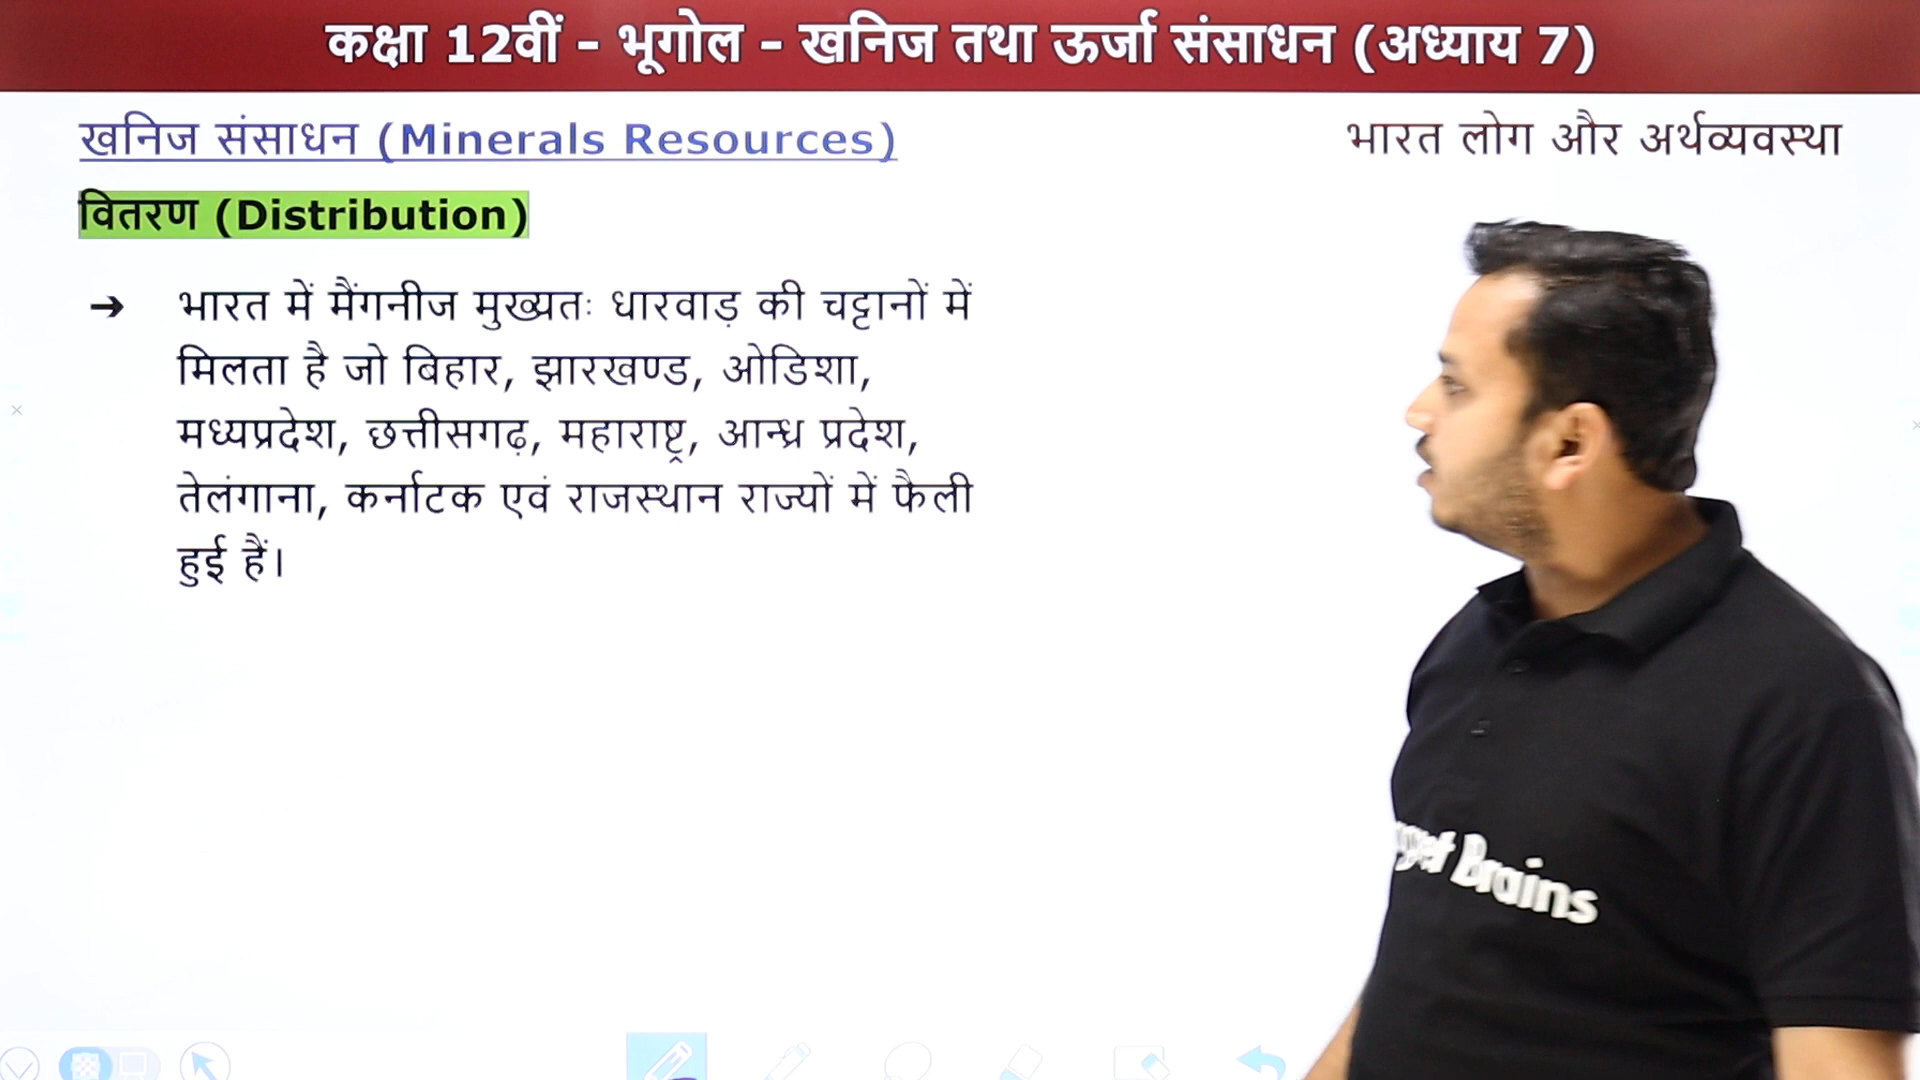 कक्षा 12वीं - भूगोल - खनिज तथा ऊर्जा संसाधन (अध्याय 7)
खनिज संसाधन (Minerals Resources)
भारत लोग और अर्थव्यवस्था
वितरण (Distribution)
➔ भारत में मैंगनीज मुख्यतः धारवाड़ की चट्टानों में
मिलता है जो बिहार, झारखण्ड, ओडिशा,
मध्यप्रदेश, छत्तीसगढ़, महाराष्ट्र, आन्ध्र प्रदेश,
तेलंगाना, कर्नाटक एवं राजस्थान राज्यों में फैली
हुई हैं।
Brains